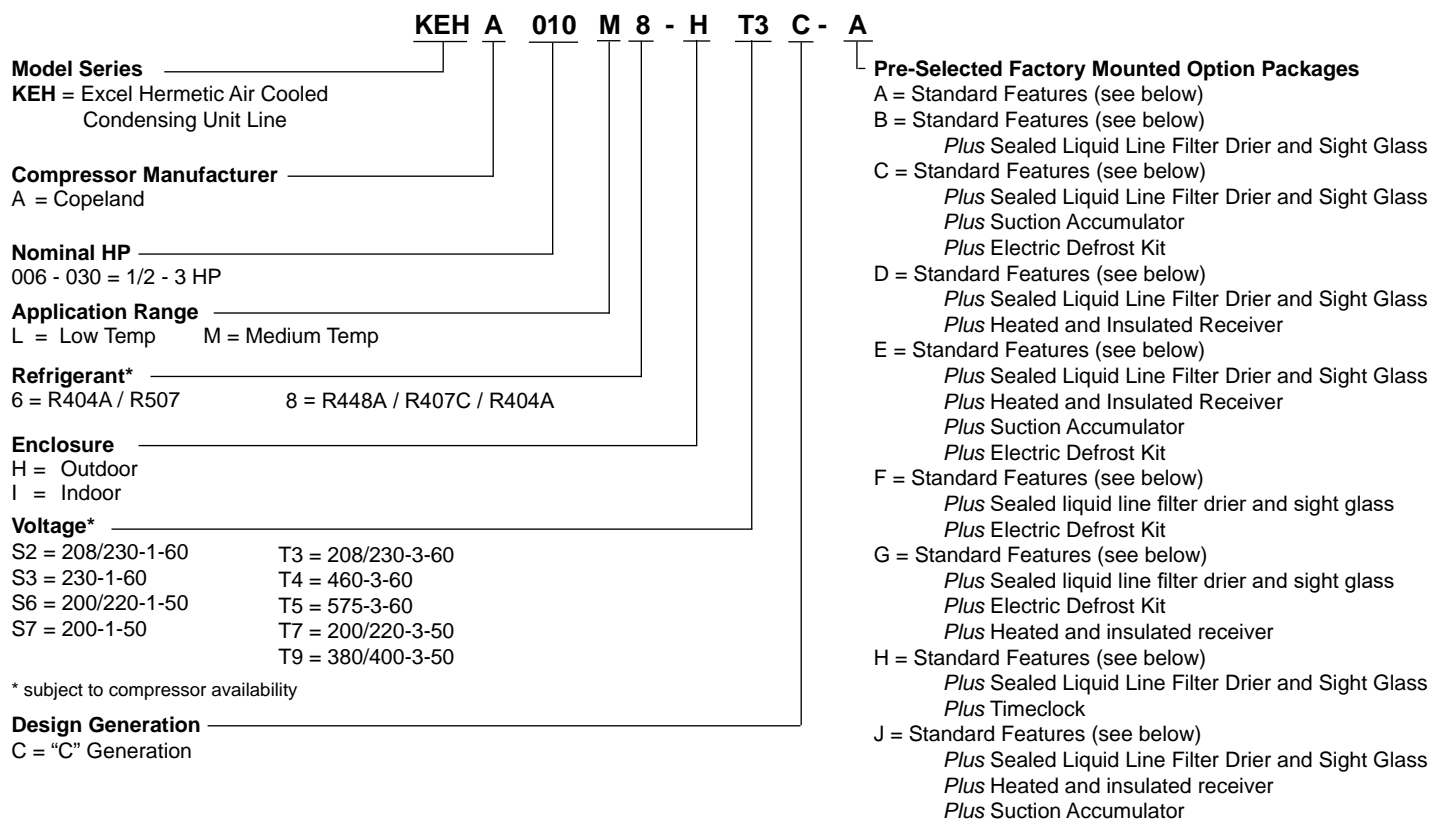 KEH A 010 M 8 - H T3 C - A
Model Series
KEH = Excel Hermetic Air Cooled
Condensing Unit Line
Compressor Manufacturer
A = Copeland
Nominal HP
006 - 030 = 1/2 - 3 HP
Application Range
L = Low Temp M = Medium Temp
Refrigerant*
6 = R404A / R507 8 = R448A / R407C / R404A
Enclosure
H = Outdoor
I = Indoor
Voltage*
S2 = 208/230-1-60
S3 = 230-1-60
S6 = 200/220-1-50
S7 = 200-1-50
T3 = 208/230-3-60
T4 = 460-3-60
T5 = 575-3-60
T7 = 200/220-3-50
T9 = 380/400-3-50
* subject to compressor availability
Design Generation
C = “C” Generation
Pre-Selected Factory Mounted Option Packages
A = Standard Features (see below)
B = Standard Features (see below)
Plus Sealed Liquid Line Filter Drier and Sight Glass
C = Standard Features (see below)
Plus Sealed Liquid Line Filter Drier and Sight Glass
Plus Suction Accumulator
Plus Electric Defrost Kit
D = Standard Features (see below)
Plus Sealed Liquid Line Filter Drier and Sight Glass
Plus Heated and Insulated Receiver
E = Standard Features (see below)
Plus Sealed Liquid Line Filter Drier and Sight Glass
Plus Heated and Insulated Receiver
Plus Suction Accumulator
Plus Electric Defrost Kit
F = Standard Features (see below)
Plus Sealed liquid line filter drier and sight glass
Plus Electric Defrost Kit
G = Standard Features (see below)
Plus Sealed liquid line filter drier and sight glass
Plus Electric Defrost Kit
Plus Heated and insulated receiver
H = Standard Features (see below)
Plus Sealed Liquid Line Filter Drier and Sight Glass
Plus Timeclock
J = Standard Features (see below)
Plus Sealed Liquid Line Filter Drier and Sight Glass
Plus Heated and insulated receiver
Plus Suction Accumulator